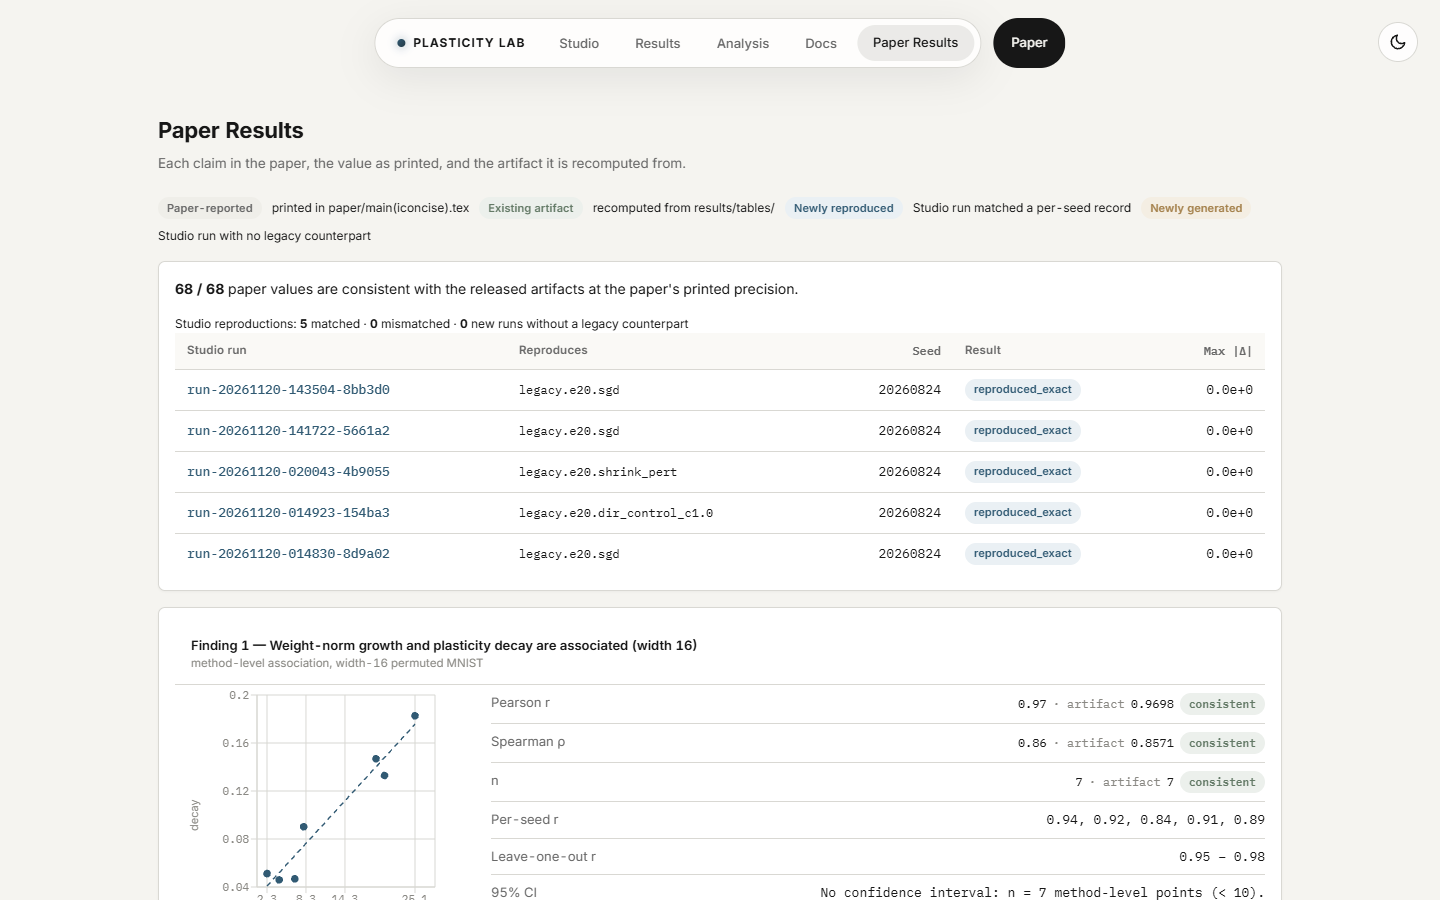 PLASTICITY LAB Studio Results Analysis Docs Paper Results Paper
Paper Results
Each claim in the paper, the value as printed, and the artifact it is recomputed from.
Paper-reported printed in paper/main(iconcise).tex Existing artifact recomputed from results/tables/ Newly reproduced Studio run matched a per-seed record Newly generated
Studio run with no legacy counterpart
68 / 68 paper values are consistent with the released artifacts at the paper's printed precision.
Studio reproductions: 5 matched · 0 mismatched · 0 new runs without a legacy counterpart
Studio run Reproduces Seed Result Max |Δ|
run-20261120-143504-8bb3d0 legacy.e20.sgd 20260824 reproduced_exact 0.0e+0
run-20261120-141722-5661a2 legacy.e20.sgd 20260824 reproduced_exact 0.0e+0
run-20261120-020043-4b9055 legacy.e20.shrink_pert 20260824 reproduced_exact 0.0e+0
run-20261120-014923-154ba3 legacy.e20.dir_control_c1.0 20260824 reproduced_exact 0.0e+0
run-20261120-014830-8d9a02 legacy.e20.sgd 20260824 reproduced_exact 0.0e+0
Finding 1 — Weight-norm growth and plasticity decay are associated (width 16)
method-level association, width-16 permuted MNIST
0.2
0.16
0.12
0.08
0.04
decay
2.3 8.3 14.3 25.1
Pearson r 0.97 · artifact 0.9698 consistent
Spearman ρ 0.86 · artifact 0.8571 consistent
n 7 · artifact 7 consistent
Per-seed r 0.94, 0.92, 0.84, 0.91, 0.89
Leave-one-out r 0.95 – 0.98
95% CI No confidence interval: n = 7 method-level points (< 10).